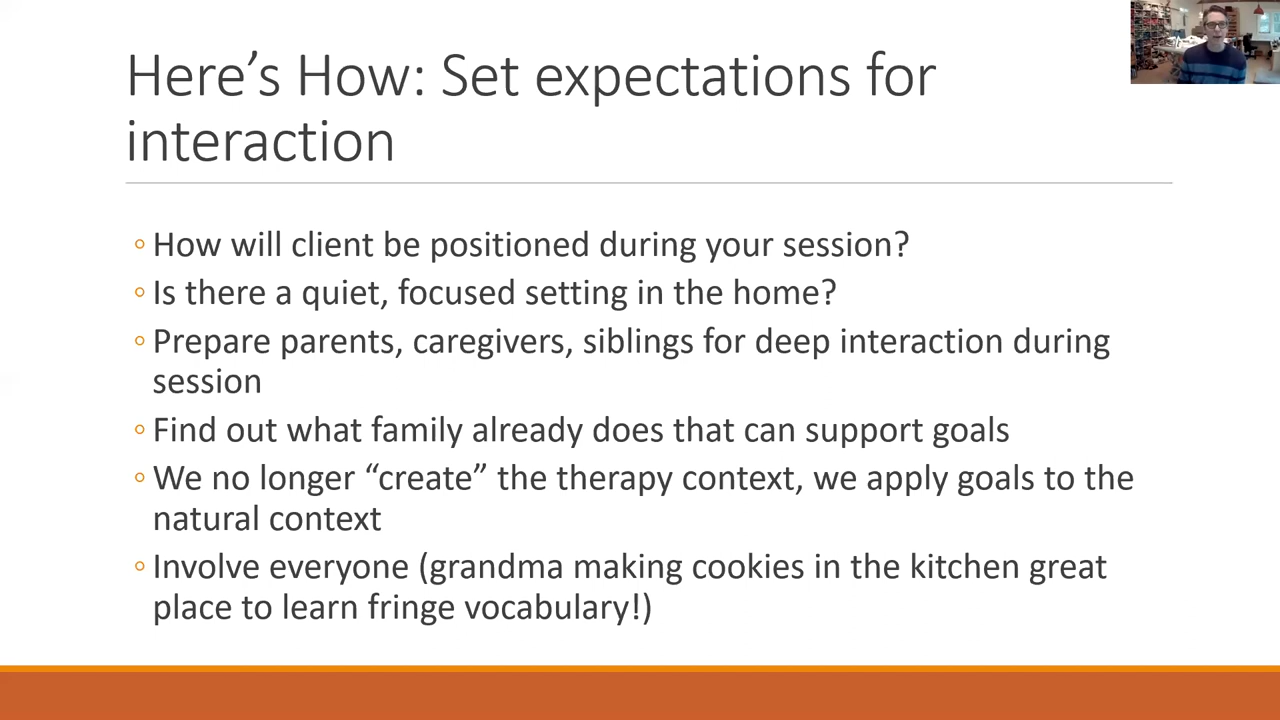 Here’s How: Set expectations for
interaction
◦ How will client be positioned during your session?
◦ Is there a quiet, focused setting in the home?
◦ Prepare parents, caregivers, siblings for deep interaction during
session
◦ Find out what family already does that can support goals
◦ We no longer “create” the therapy context, we apply goals to the
natural context
◦ Involve everyone (grandma making cookies in the kitchen great
place to learn fringe vocabulary!)